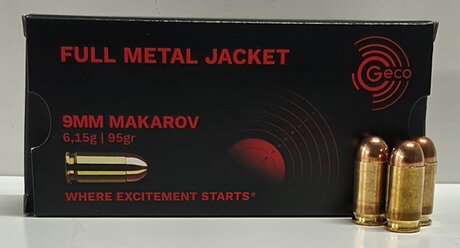 FULL METAL JACKET
Geco
9MM MAKAROV
6,15g | 95gr
WHERE EXCITEMENT STARTS*